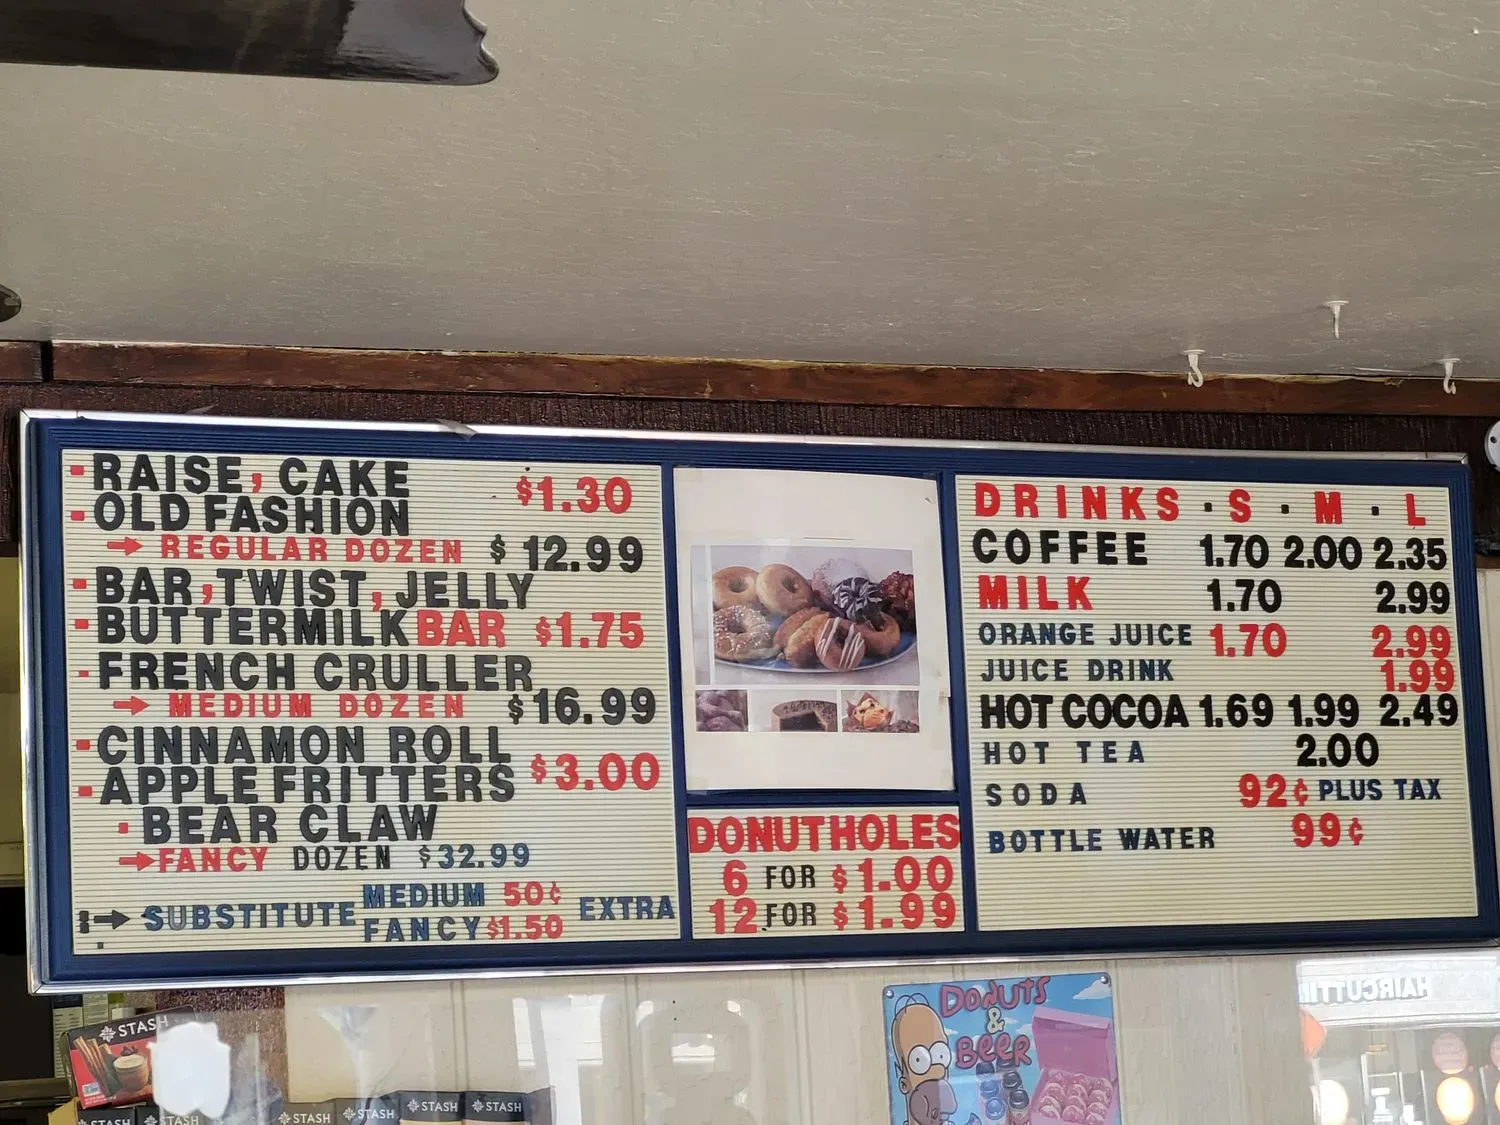 RAISE, CAKE
OLD FASHION $1.30
→ REGULAR DOZEN $12.99
BAR, TWIST, JELLY
BUTTERMILK BAR $1.75
FRENCH CRULLER
→ MEDIUM DOZEN $16.99
CINNAMON ROLL
APPLE FRITTERS $3.00
BEAR CLAW
→ FANCY DOZEN $32.99
→ SUBSTITUTE MEDIUM 50¢ EXTRA
FANCY $1.50
DONUTHOLES
6 FOR $1.00
12 FOR $1.99
DRINKS · S · M · L
COFFEE 1.70 2.00 2.35
MILK 1.70 2.99
ORANGE JUICE 1.70 2.99
JUICE DRINK 1.99
HOT COCOA 1.69 1.99 2.49
HOT TEA 2.00
SODA 92¢ PLUS TAX
BOTTLE WATER 99¢
DONUTS
&
BEER
STASH
STASH
STASH
STASH
STASH
STASH
STASH